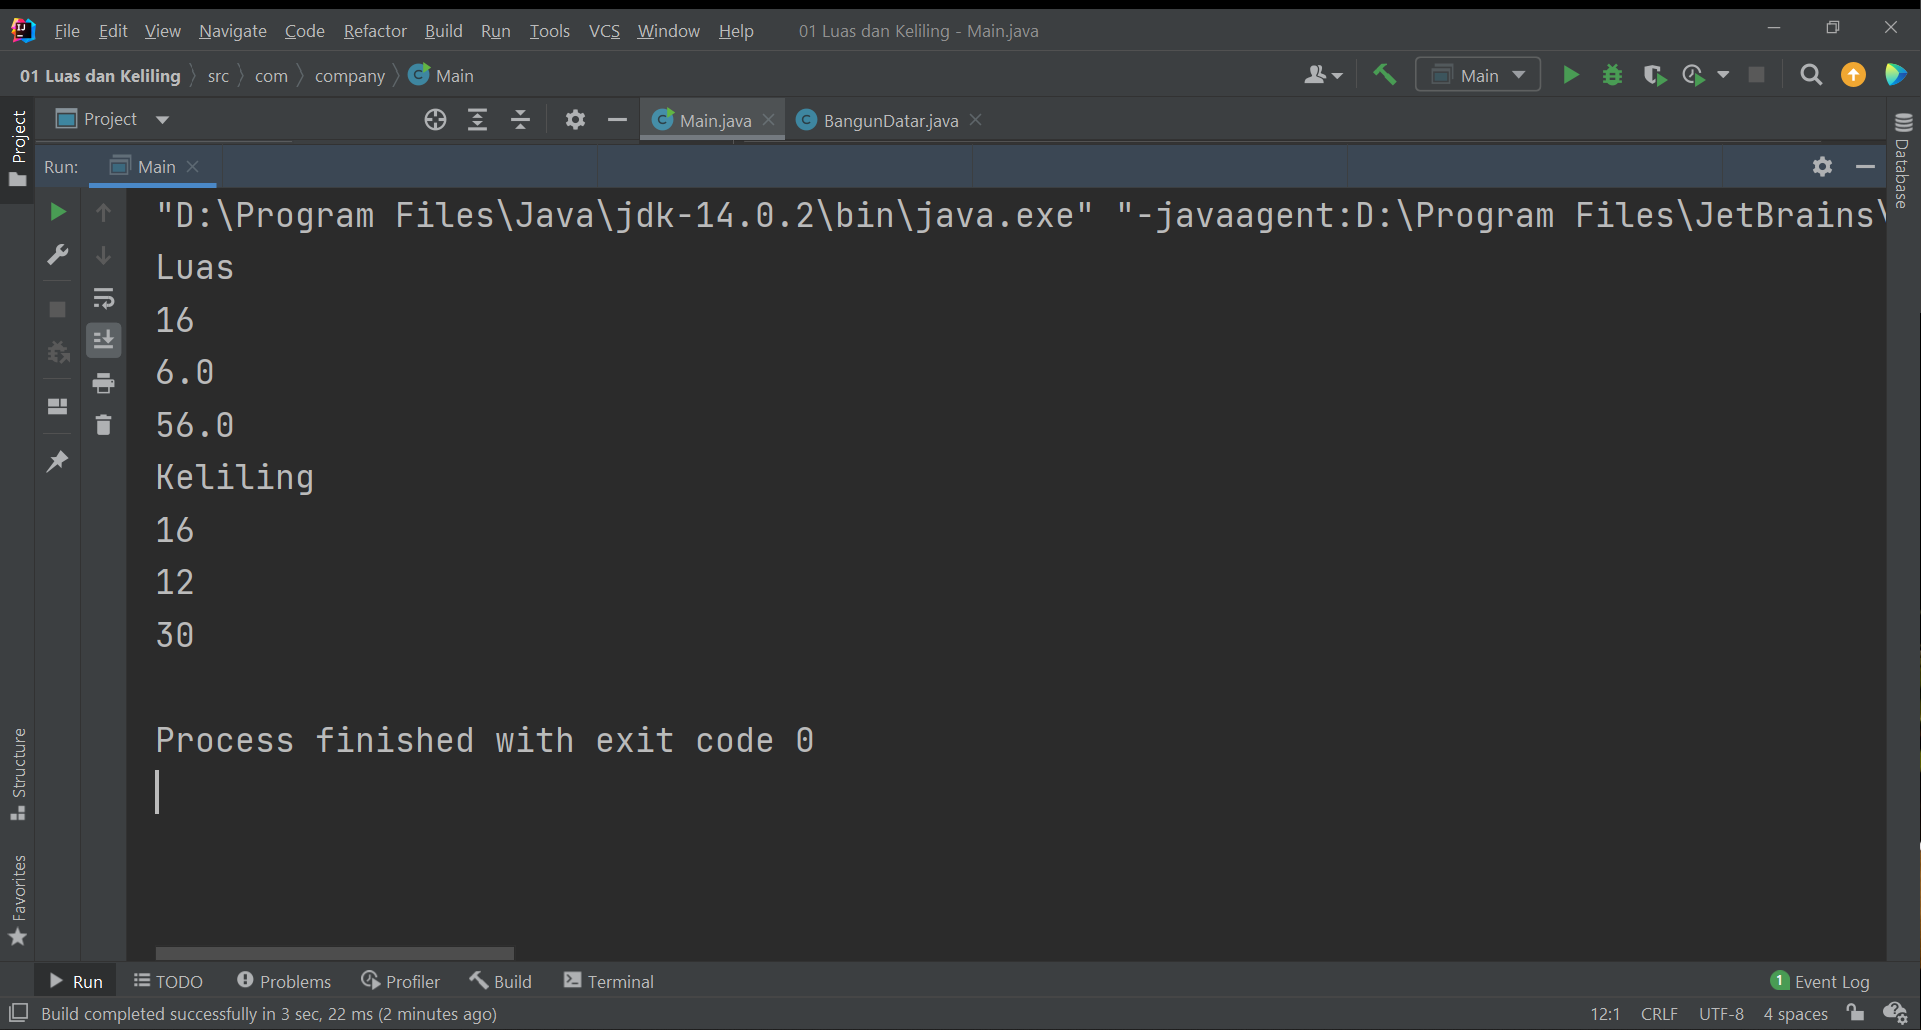 File Edit View Navigate Code Refactor Build Run Tools VCS Window Help 01 Luas dan Keliling - Main.java
01 Luas dan Keliling src com company Main
Main
Project
Project
Main.java
BangunDatar.java
Database
Run: Main
"D:\Program Files\Java\jdk-14.0.2\bin\java.exe" "-javaagent:D:\Program Files\JetBrains\
Luas
16
6.0
56.0
Keliling
16
12
30
Process finished with exit code 0
Structure
Favorites
Run TODO Problems Profiler Build Terminal 1 Event Log
Build completed successfully in 3 sec, 22 ms (2 minutes ago) 12:1 CRLF UTF-8 4 spaces